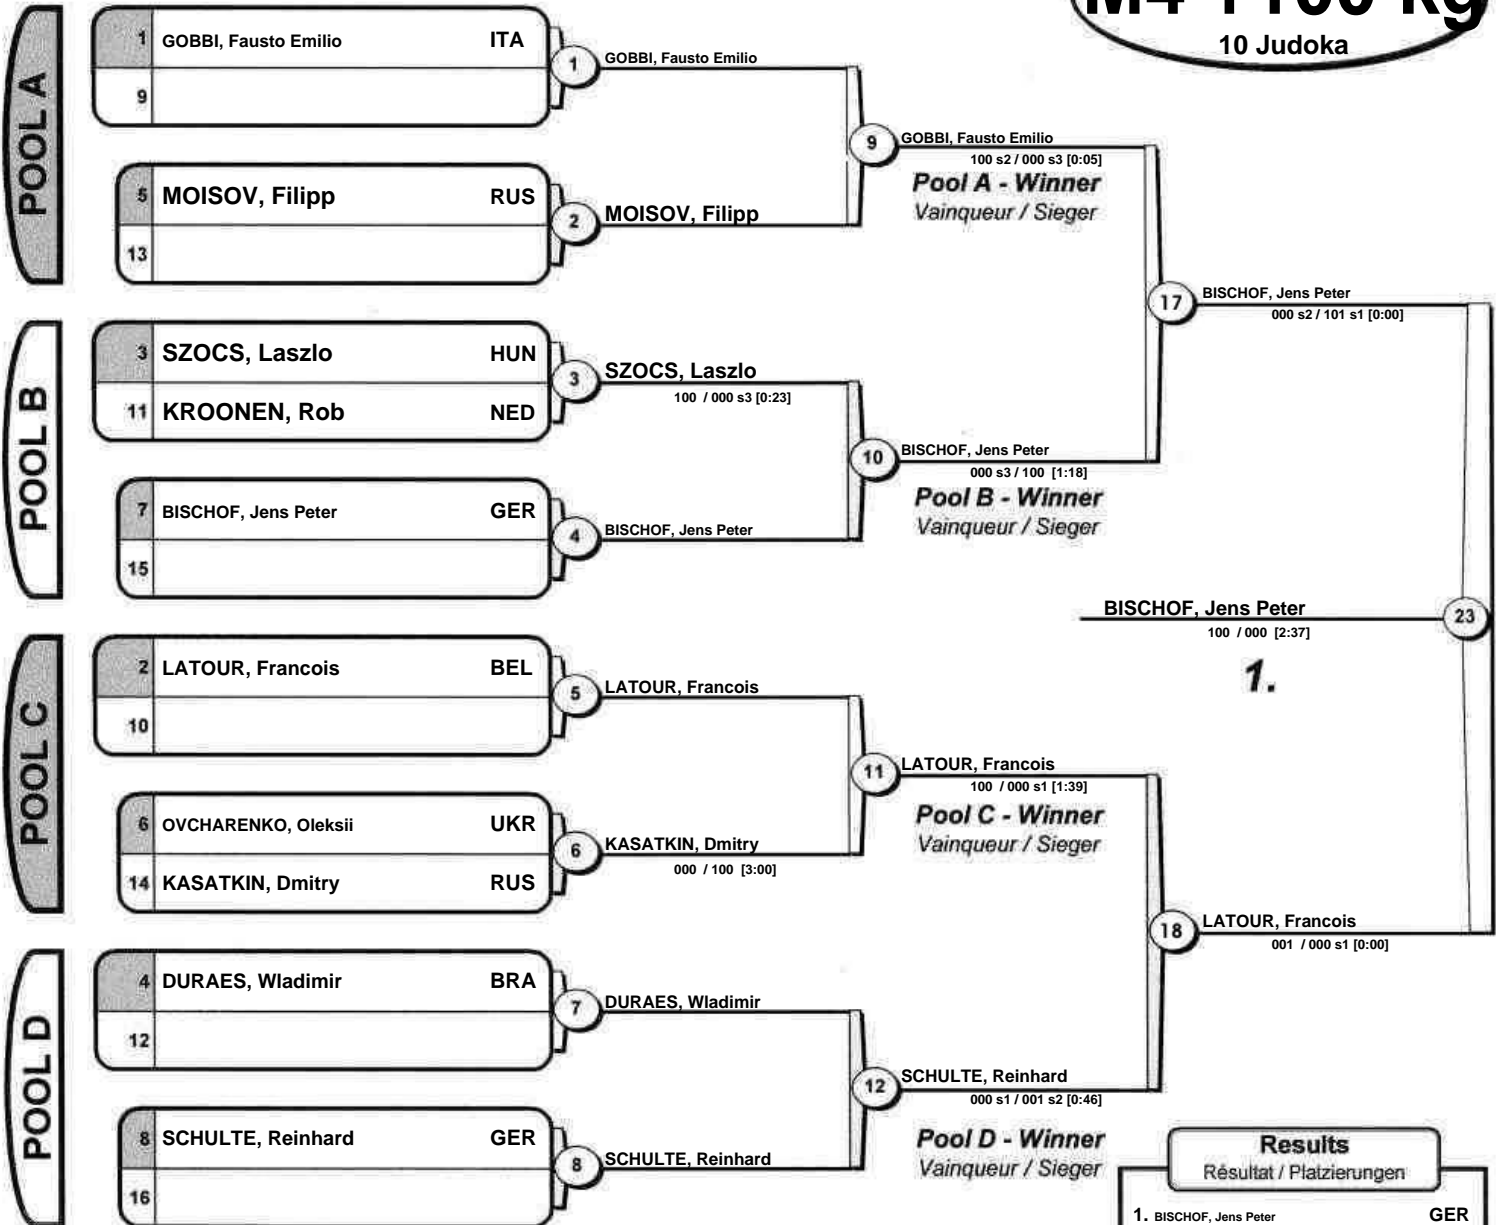 10 Judoka
POOL A
1 GOBBI, Fausto Emilio ITA
9
1
GOBBI, Fausto Emilio
5 MOISOV, Filipp RUS
13
2
MOISOV, Filipp
9
GOBBI, Fausto Emilio
100 s2 / 000 s3 [0:05]
Pool A - Winner
Vainqueur / Sieger
POOL B
3 SZOCS, Laszlo HUN
11 KROONEN, Rob NED
3
SZOCS, Laszlo
100 / 000 s3 [0:23]
7 BISCHOF, Jens Peter GER
15
4
BISCHOF, Jens Peter
10
BISCHOF, Jens Peter
000 s3 / 100 [1:18]
Pool B - Winner
Vainqueur / Sieger
17
BISCHOF, Jens Peter
000 s2 / 101 s1 [0:00]
POOL C
2 LATOUR, Francois BEL
10
5
LATOUR, Francois
6 OVCHARENKO, Oleksii UKR
14 KASATKIN, Dmitry RUS
6
KASATKIN, Dmitry
000 / 100 [3:00]
11
LATOUR, Francois
100 / 000 s1 [1:39]
Pool C - Winner
Vainqueur / Sieger
POOL D
4 DURAES, Wladimir BRA
12
7
DURAES, Wladimir
8 SCHULTE, Reinhard GER
16
8
SCHULTE, Reinhard
12
SCHULTE, Reinhard
000 s1 / 001 s2 [0:46]
Pool D - Winner
Vainqueur / Sieger
18
LATOUR, Francois
001 / 000 s1 [0:00]
23
BISCHOF, Jens Peter
100 / 000 [2:37]
1.
Results
Résultat / Platzierungen
1. BISCHOF, Jens Peter GER